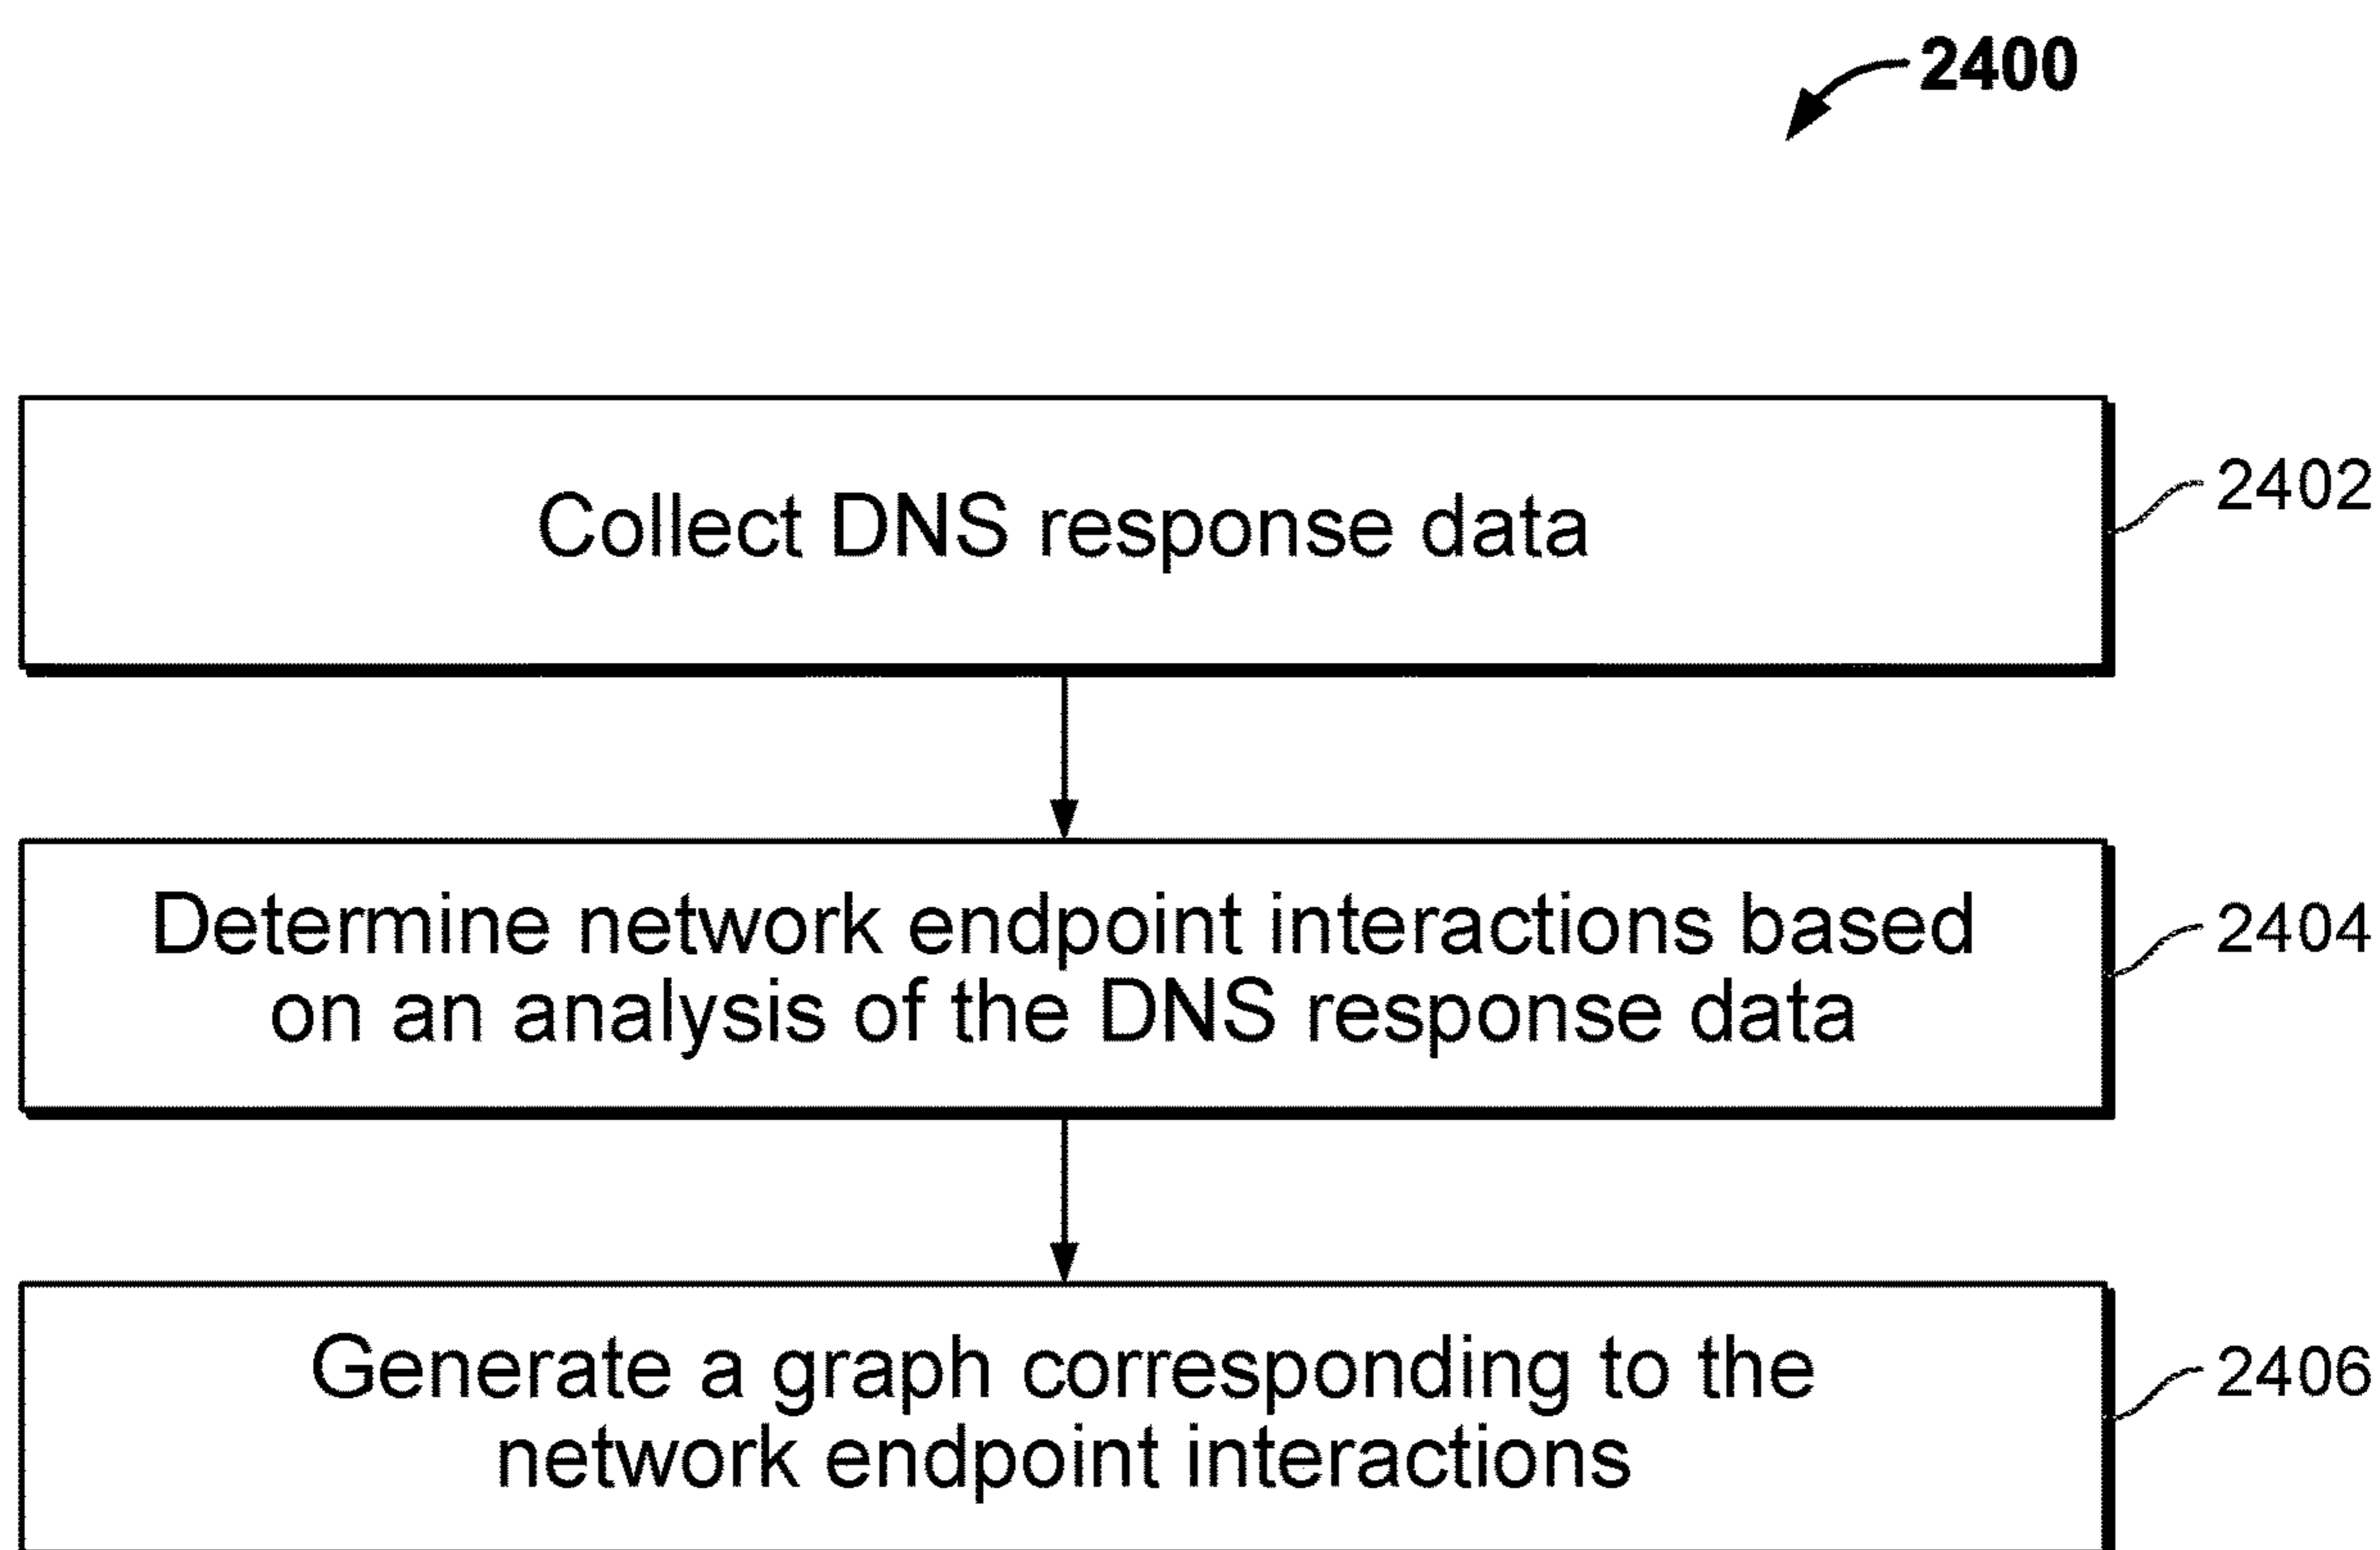 2400
Collect DNS response data
2402
Determine network endpoint interactions based
on an analysis of the DNS response data
2404
Generate a graph corresponding to the
network endpoint interactions
2406